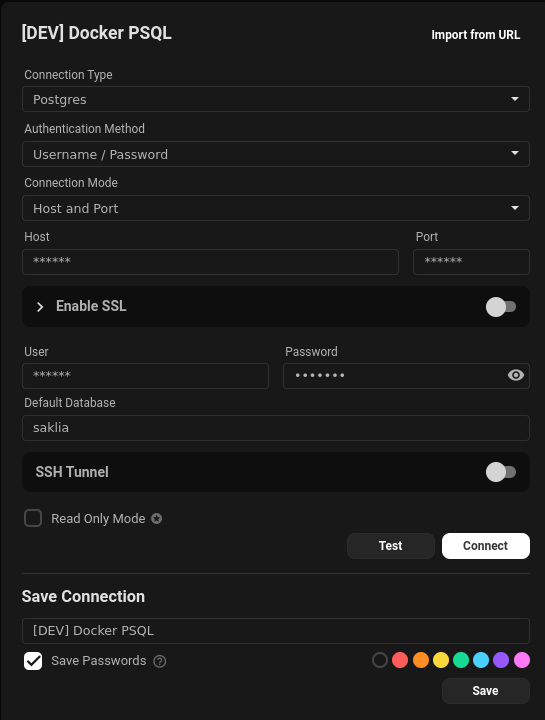 [DEV] Docker PSQL
Import from URL
Connection Type
Postgres
Authentication Method
Username / Password
Connection Mode
Host and Port
Host
Port
******
******
Enable SSL
User
Password
******
•••••••
Default Database
saklia
SSH Tunnel
Read Only Mode
Test
Connect
Save Connection
[DEV] Docker PSQL
Save Passwords ?
Save